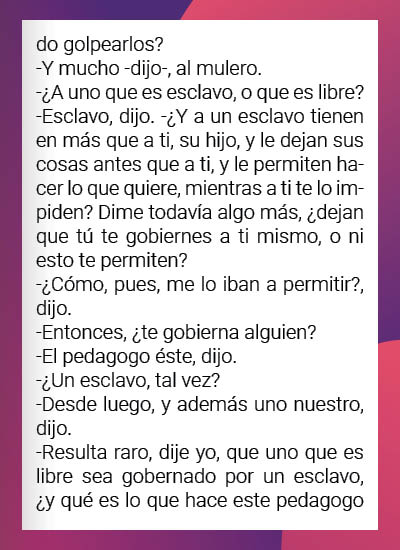 do golpearlos?
-Y mucho -dijo-, al mulero.
-¿A uno que es esclavo, o que es libre?
-Esclavo, dijo. -¿Y a un esclavo tienen
en más que a ti, su hijo, y le dejan sus
cosas antes que a ti, y le permiten ha-
cer lo que quiere, mientras a ti te lo im-
piden? Dime todavía algo más, ¿dejan
que tú te gobiernes a ti mismo, o ni
esto te permiten?
-¿Cómo, pues, me lo iban a permitir?,
dijo.
-Entonces, ¿te gobierna alguien?
-El pedagogo éste, dijo.
-¿Un esclavo, tal vez?
-Desde luego, y además uno nuestro,
dijo.
-Resulta raro, dije yo, que uno que es
libre sea gobernado por un esclavo,
¿y qué es lo que hace este pedagogo